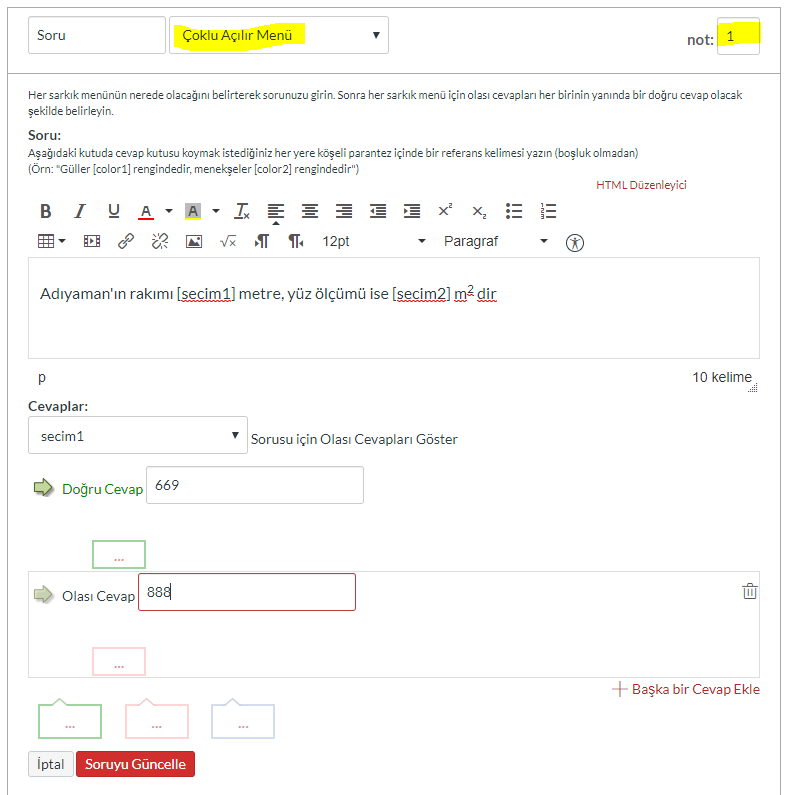 Soru
Çoklu Açılır Menü
not: 1
Her sarkık menünün nerede olacağını belirterek sorunuzu girin. Sonra her sarkık menü için olası cevapları her birinin yanında bir doğru cevap olacak
şekilde belirleyin.
Soru:
Aşağıdaki kutuda cevap kutusu koymak istediğiniz her yere köşeli parantez içinde bir referans kelimesi yazın (boşluk olmadan)
(Örn: "Güller [color1] rengindedir, menekşeler [color2] rengindedir")
HTML Düzenleyici
B I U A A Tx x² x₂
√x 12pt Paragraf
Adıyaman'ın rakımı [secim1] metre, yüz ölçümü ise [secim2] m² dir
p 10 kelime
Cevaplar:
secim1 Sorusu için Olası Cevapları Göster
Doğru Cevap 669
...
Olası Cevap 888
...
Başka bir Cevap Ekle
... ... ...
İptal Soruyu Güncelle